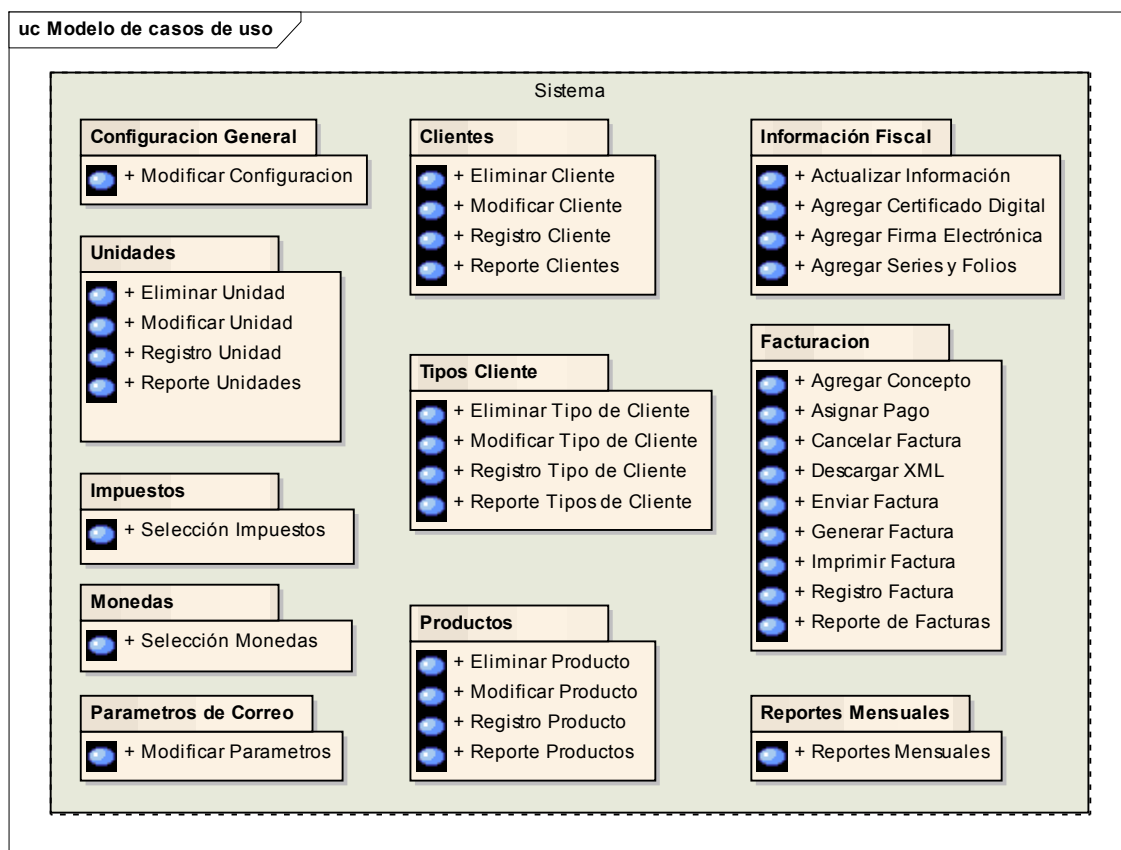 uc Modelo de casos de uso
Sistema
Configuracion General
+ Modificar Configuracion
Unidades
+ Eliminar Unidad
+ Modificar Unidad
+ Registro Unidad
+ Reporte Unidades
Impuestos
+ Selección Impuestos
Monedas
+ Selección Monedas
Parametros de Correo
+ Modificar Parametros
Clientes
+ Eliminar Cliente
+ Modificar Cliente
+ Registro Cliente
+ Reporte Clientes
Tipos Cliente
+ Eliminar Tipo de Cliente
+ Modificar Tipo de Cliente
+ Registro Tipo de Cliente
+ Reporte Tipos de Cliente
Productos
+ Eliminar Producto
+ Modificar Producto
+ Registro Producto
+ Reporte Productos
Información Fiscal
+ Actualizar Información
+ Agregar Certificado Digital
+ Agregar Firma Electrónica
+ Agregar Series y Folios
Facturacion
+ Agregar Concepto
+ Asignar Pago
+ Cancelar Factura
+ Descargar XML
+ Enviar Factura
+ Generar Factura
+ Imprimir Factura
+ Registro Factura
+ Reporte de Facturas
Reportes Mensuales
+ Reportes Mensuales